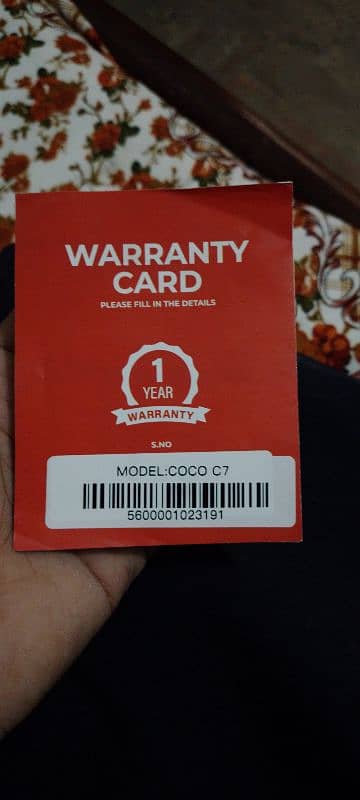 WARRANTY
CARD
PLEASE FILL IN THE DETAILS
1
YEAR
WARRANTY
S.NO
MODEL:COCO C7
5600001023191